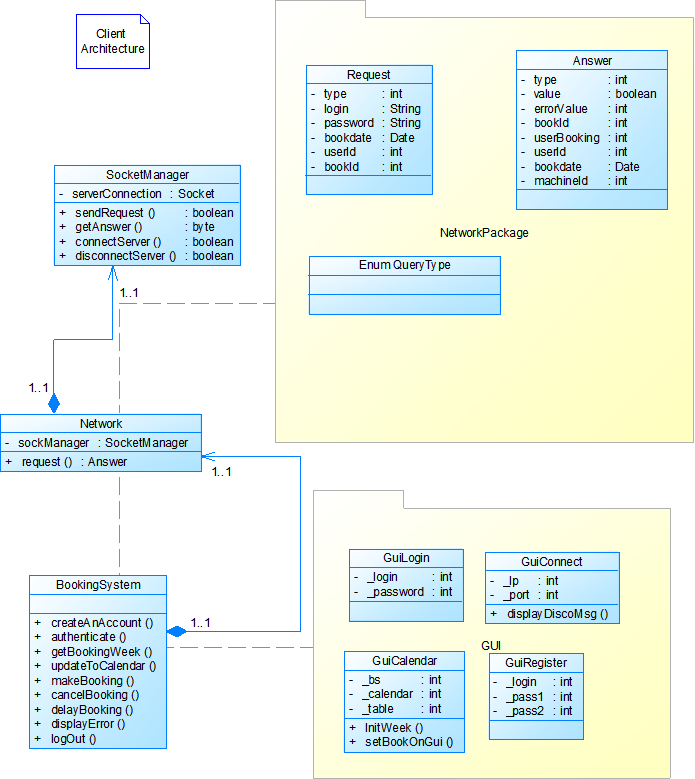 Client
Architecture
Request
- type : int
- login : String
- password : String
- bookdate : Date
- userId : int
- bookId : int
Answer
- type : int
- value : boolean
- errorValue : int
- bookId : int
- userBooking : int
- userId : int
- bookdate : Date
- machineId : int
NetworkPackage
Enum QueryType
SocketManager
- serverConnection : Socket
+ sendRequest () : boolean
+ getAnswer () : byte
+ connectServer () : boolean
+ disconnectServer () : boolean
1..1
1..1
Network
- sockManager : SocketManager
+ request () : Answer
1..1
BookingSystem
+ createAnAccount ()
+ authenticate ()
+ getBookingWeek ()
+ updateToCalendar ()
+ makeBooking ()
+ cancelBooking ()
+ delayBooking ()
+ displayError ()
+ logOut ()
1..1
GuiLogin
- _login : int
- _password : int
GuiConnect
- _Ip : int
- _port : int
+ displayDiscoMsg ()
GUI
GuiCalendar
- _bs : int
- _calendar : int
- _table : int
+ InitWeek ()
+ setBookOnGui ()
GuiRegister
- _login : int
- _pass1 : int
- _pass2 : int